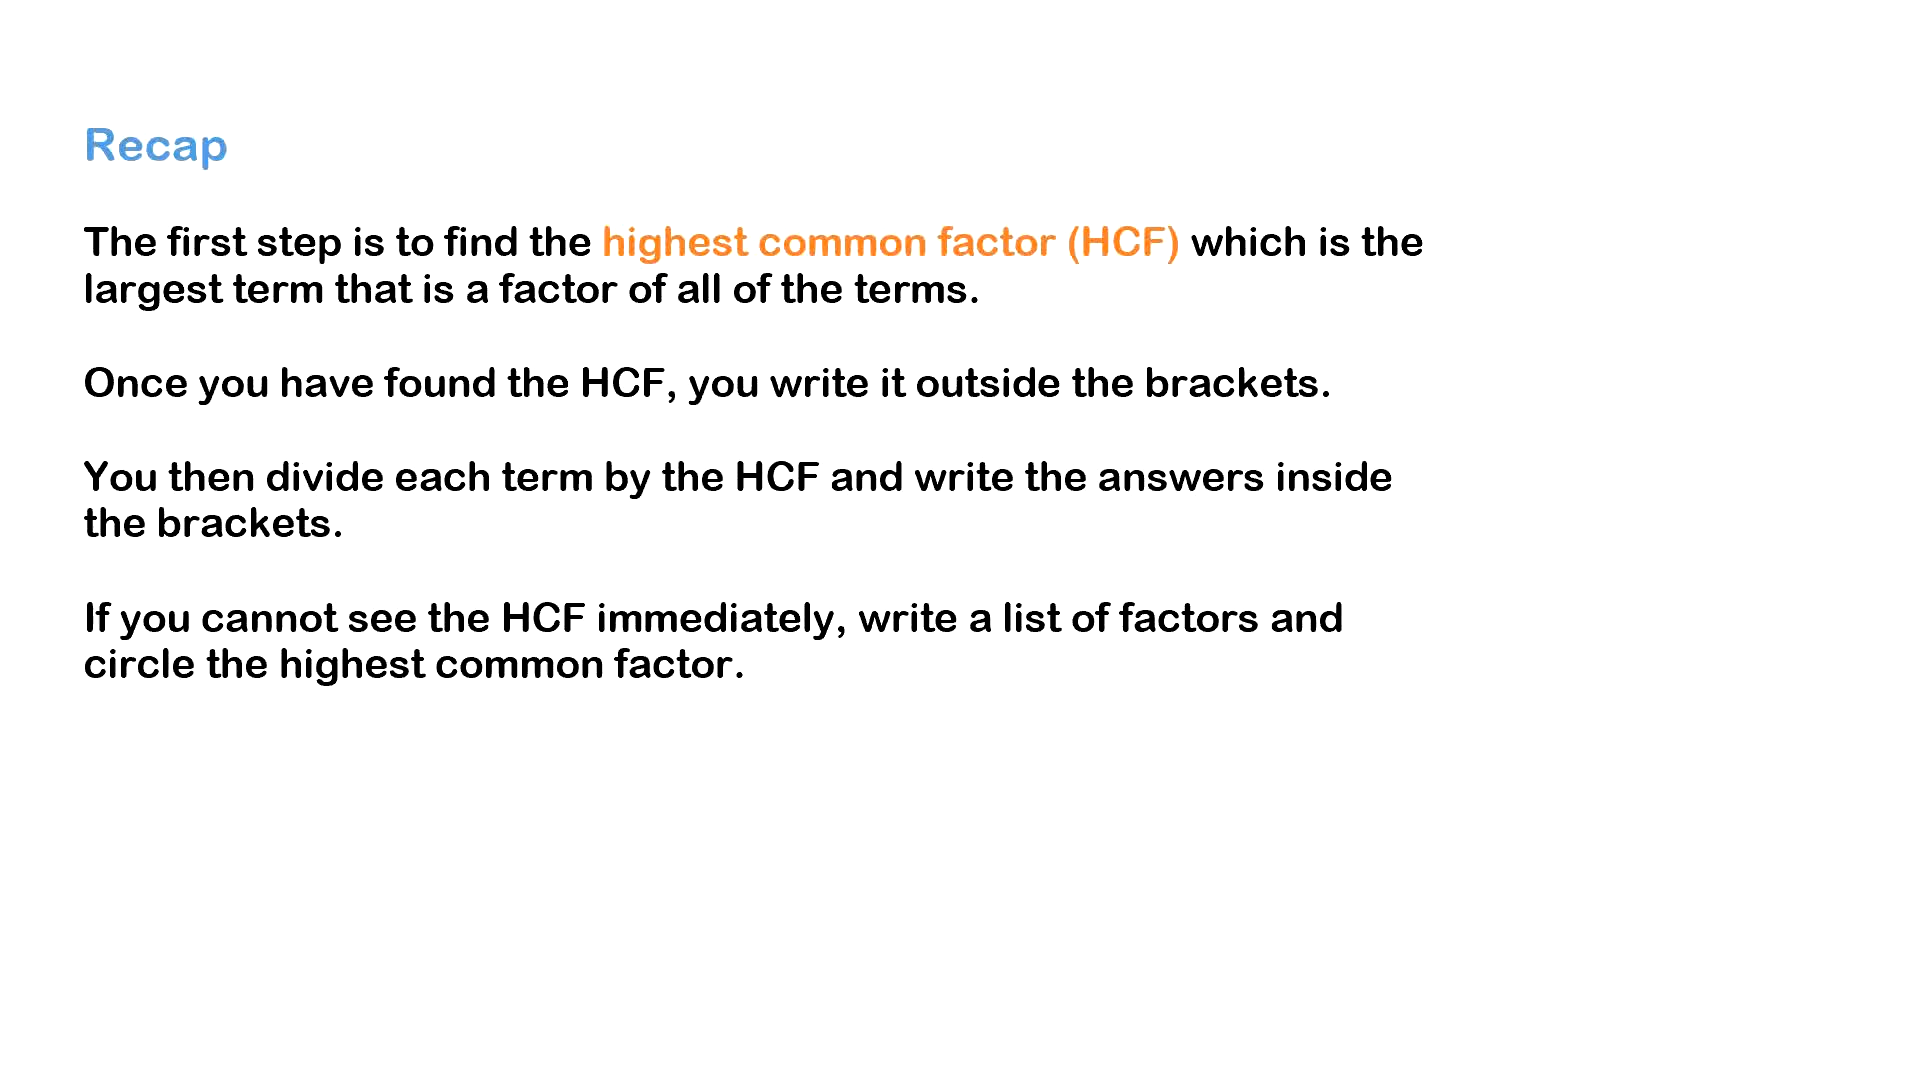 Recap
The first step is to find the highest common factor (HCF) which is the
largest term that is a factor of all of the terms.
Once you have found the HCF, you write it outside the brackets.
You then divide each term by the HCF and write the answers inside
the brackets.
If you cannot see the HCF immediately, write a list of factors and
circle the highest common factor.